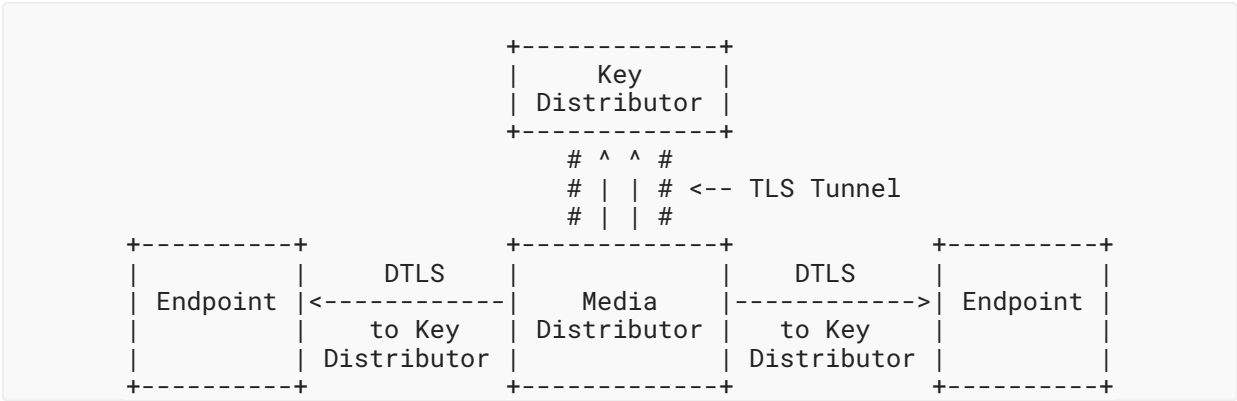 +-------------+
                         |     Key     |
                         | Distributor |
                         +-------------+
                             # ^ ^ #
                             # | | # <-- TLS Tunnel
                             # | | #
+----------+             +-------------+             +----------+
|          |     DTLS    |             |    DTLS     |          |
| Endpoint |<------------|    Media    |------------>| Endpoint |
|          |    to Key   | Distributor |   to Key    |          |
|          | Distributor |             | Distributor |          |
+----------+             +-------------+             +----------+